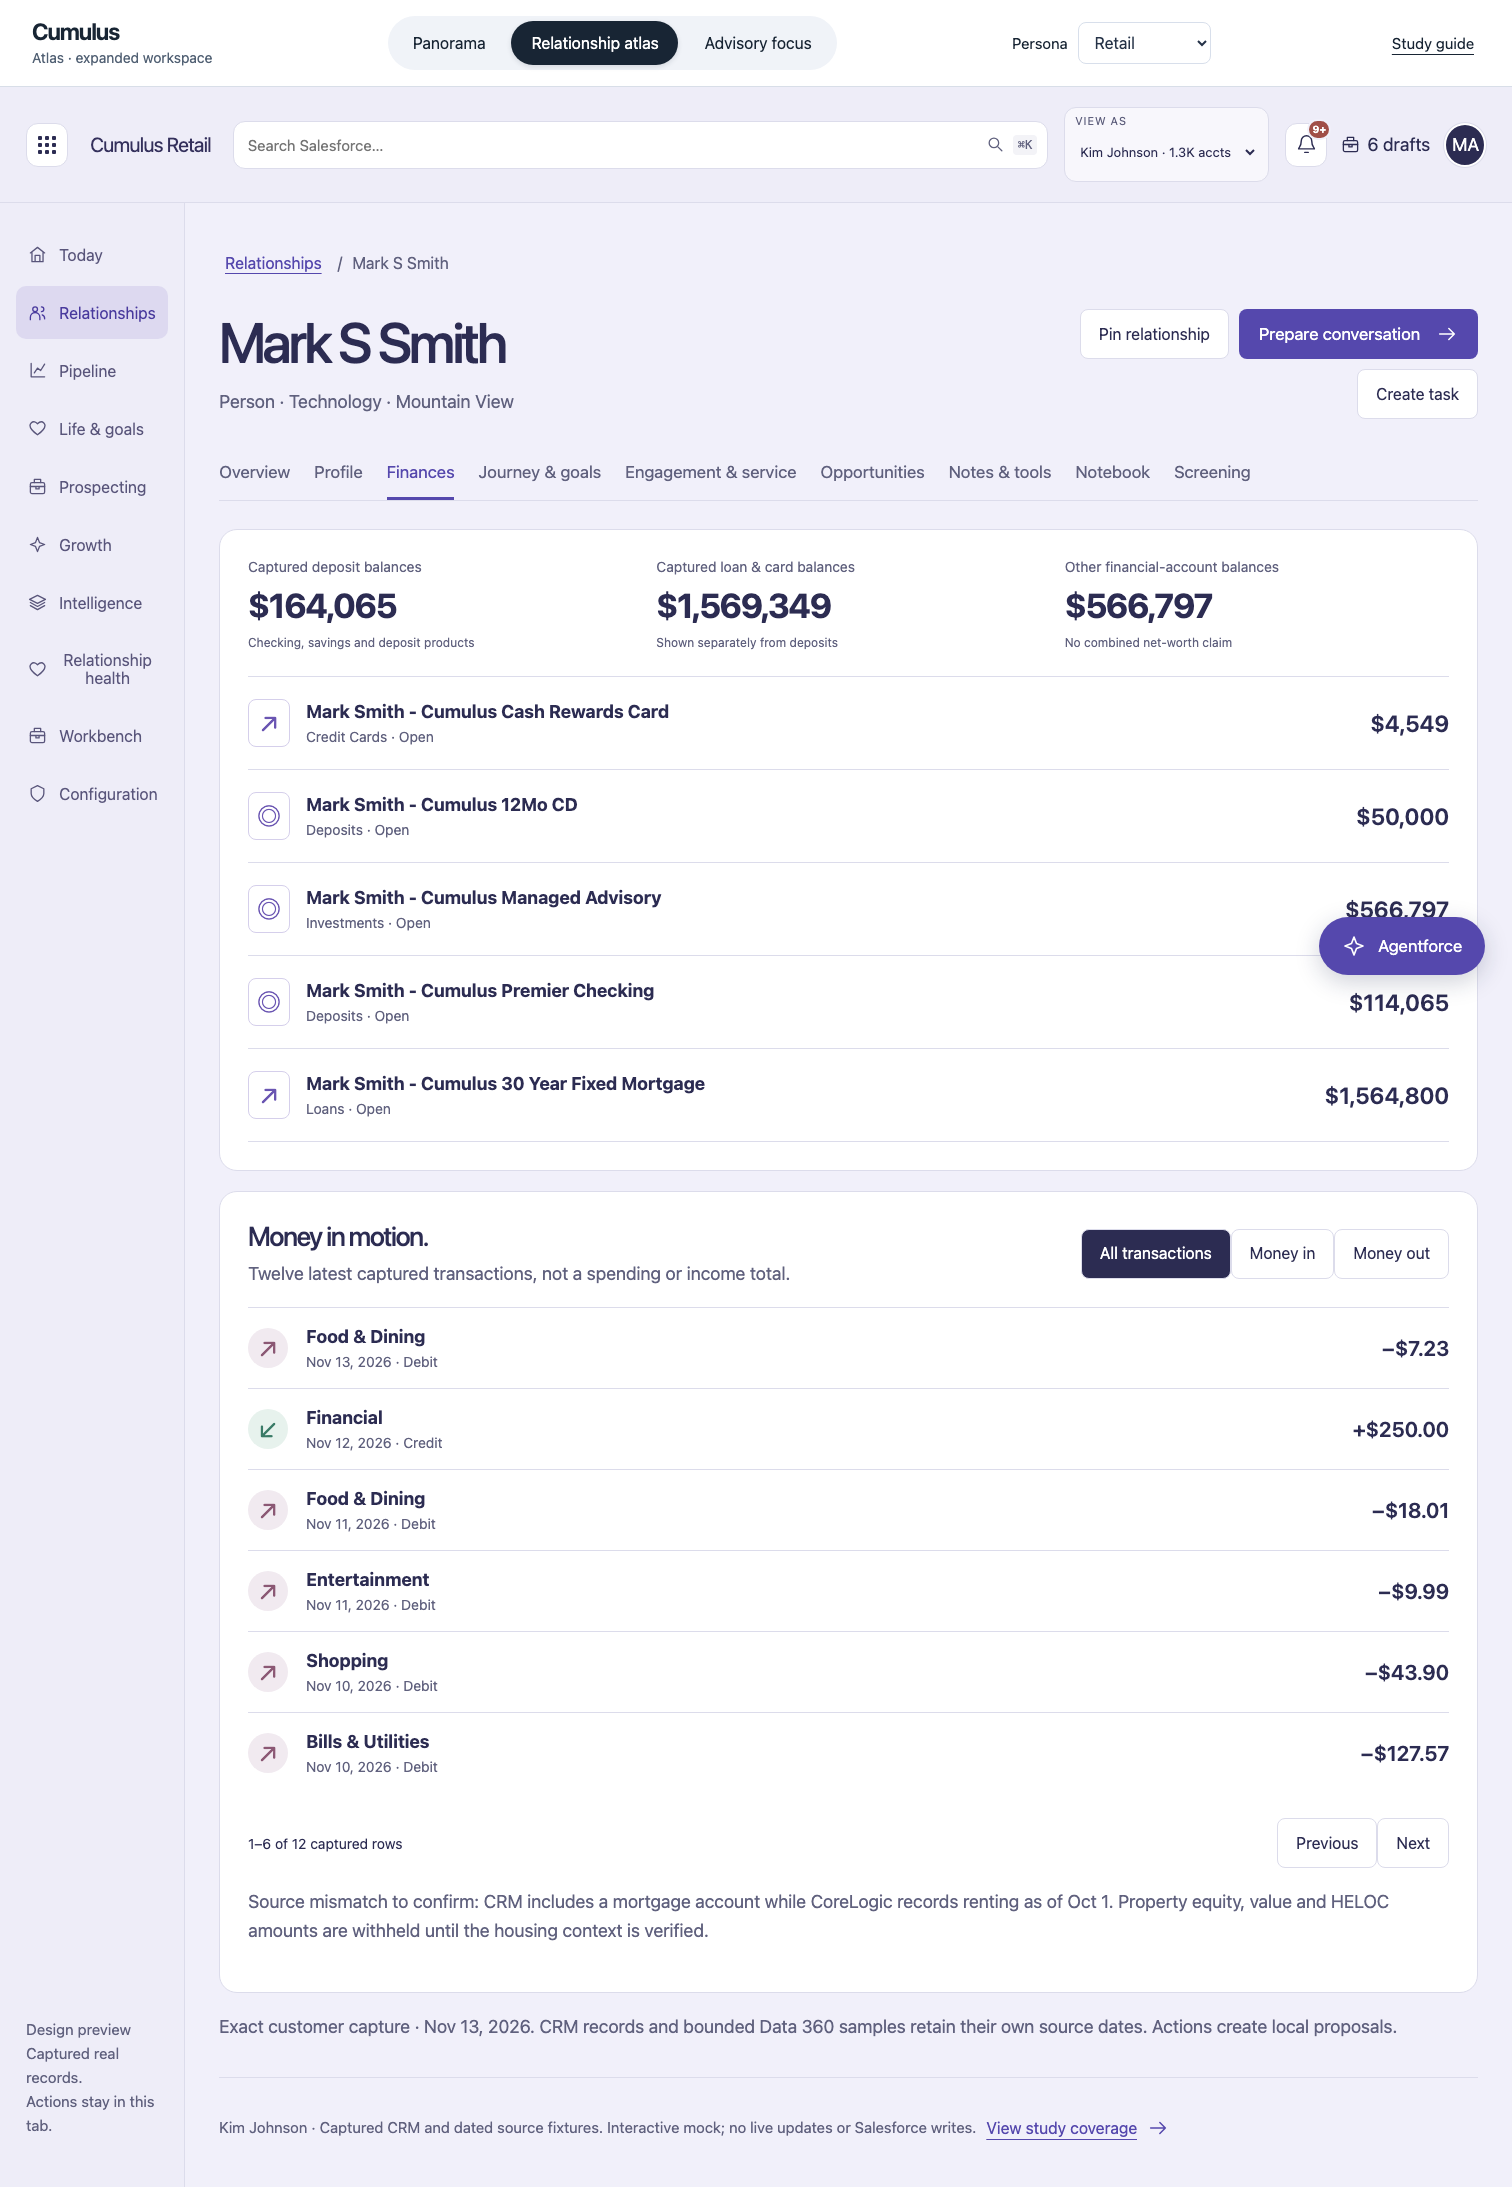 Cumulus
Atlas · expanded workspace
Panorama
Relationship atlas
Advisory focus
Persona
Retail
Study guide
Cumulus Retail
Search Salesforce...
⌘K
VIEW AS
Kim Johnson · 1.3K accts
9+
6 drafts
MA
Today
Relationships
Pipeline
Life & goals
Prospecting
Growth
Intelligence
Relationship
health
Workbench
Configuration
Design preview
Captured real
records.
Actions stay in this
tab.
Relationships / Mark S Smith
Mark S Smith
Person · Technology · Mountain View
Pin relationship
Prepare conversation
Create task
Overview
Profile
Finances
Journey & goals
Engagement & service
Opportunities
Notes & tools
Notebook
Screening
Captured deposit balances
$164,065
Checking, savings and deposit products
Captured loan & card balances
$1,569,349
Shown separately from deposits
Other financial-account balances
$566,797
No combined net-worth claim
Mark Smith - Cumulus Cash Rewards Card
Credit Cards · Open
$4,549
Mark Smith - Cumulus 12Mo CD
Deposits · Open
$50,000
Mark Smith - Cumulus Managed Advisory
Investments · Open
$566,797
Agentforce
Mark Smith - Cumulus Premier Checking
Deposits · Open
$114,065
Mark Smith - Cumulus 30 Year Fixed Mortgage
Loans · Open
$1,564,800
Money in motion.
Twelve latest captured transactions, not a spending or income total.
All transactions
Money in
Money out
Food & Dining
Nov 13, 2026 · Debit
−$7.23
Financial
Nov 12, 2026 · Credit
+$250.00
Food & Dining
Nov 11, 2026 · Debit
−$18.01
Entertainment
Nov 11, 2026 · Debit
−$9.99
Shopping
Nov 10, 2026 · Debit
−$43.90
Bills & Utilities
Nov 10, 2026 · Debit
−$127.57
1–6 of 12 captured rows
Previous
Next
Source mismatch to confirm: CRM includes a mortgage account while CoreLogic records renting as of Oct 1. Property equity, value and HELOC
amounts are withheld until the housing context is verified.
Exact customer capture · Nov 13, 2026. CRM records and bounded Data 360 samples retain their own source dates. Actions create local proposals.
Kim Johnson · Captured CRM and dated source fixtures. Interactive mock; no live updates or Salesforce writes.
View study coverage